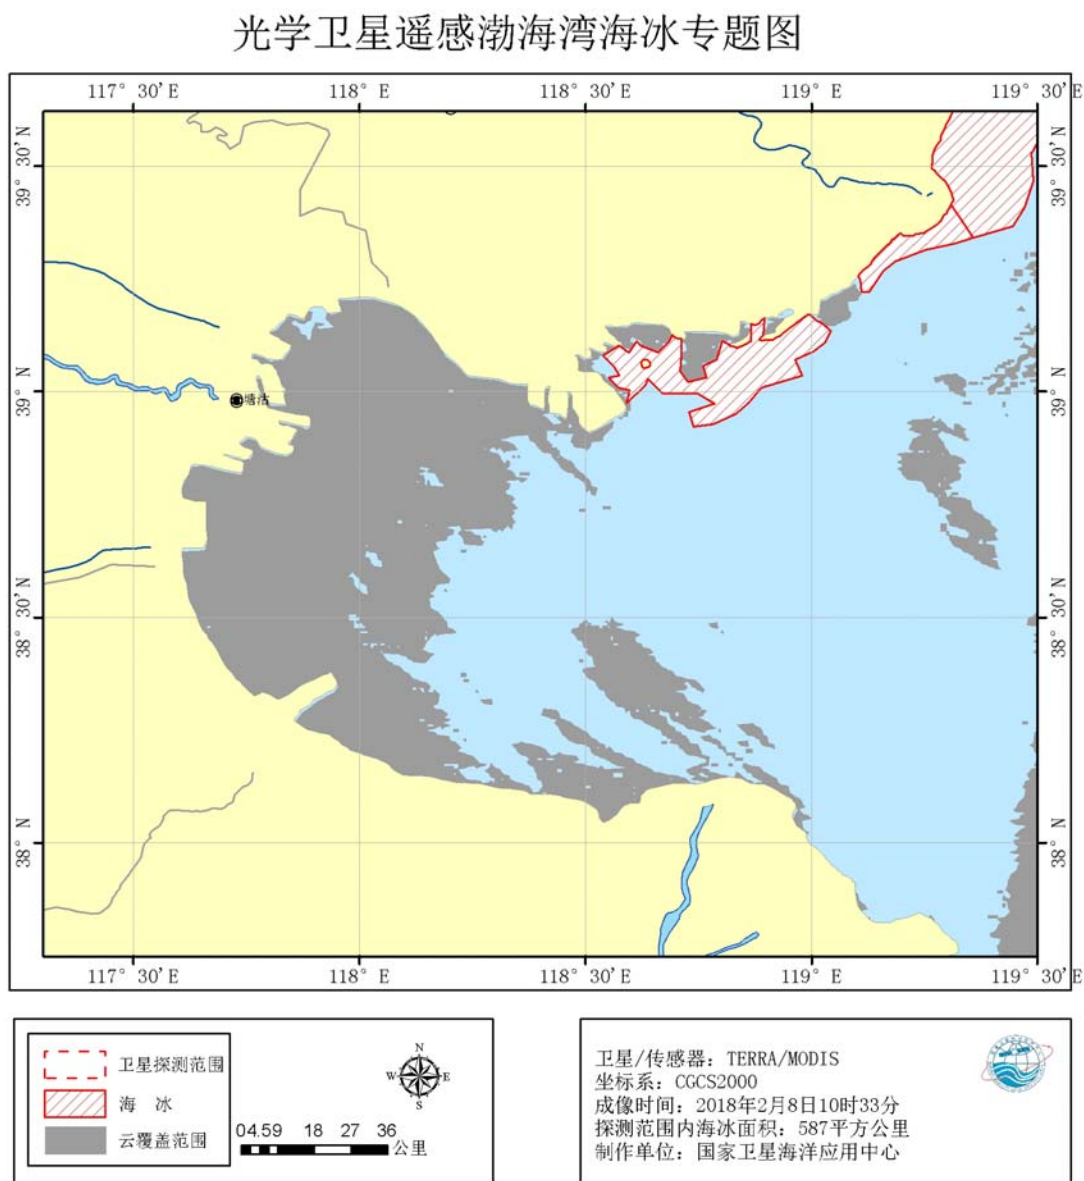 光学卫星遥感渤海湾海冰专题图
117° 30′ E 118° E 118° 30′ E 119° E 119° 30′ E
39° 30′ N 39° 30′ N
39° N 39° N
塘沽
38° 30′ N 38° 30′ N
38° N 38° N
117° 30′ E 118° E 118° 30′ E 119° E 119° 30′ E
卫星探测范围
海 冰
云覆盖范围
N
W E
S
04.59 18 27 36
公里
卫星/传感器：TERRA/MODIS
坐标系：CGCS2000
成像时间：2018年2月8日10时33分
探测范围内海冰面积：587平方公里
制作单位：国家卫星海洋应用中心